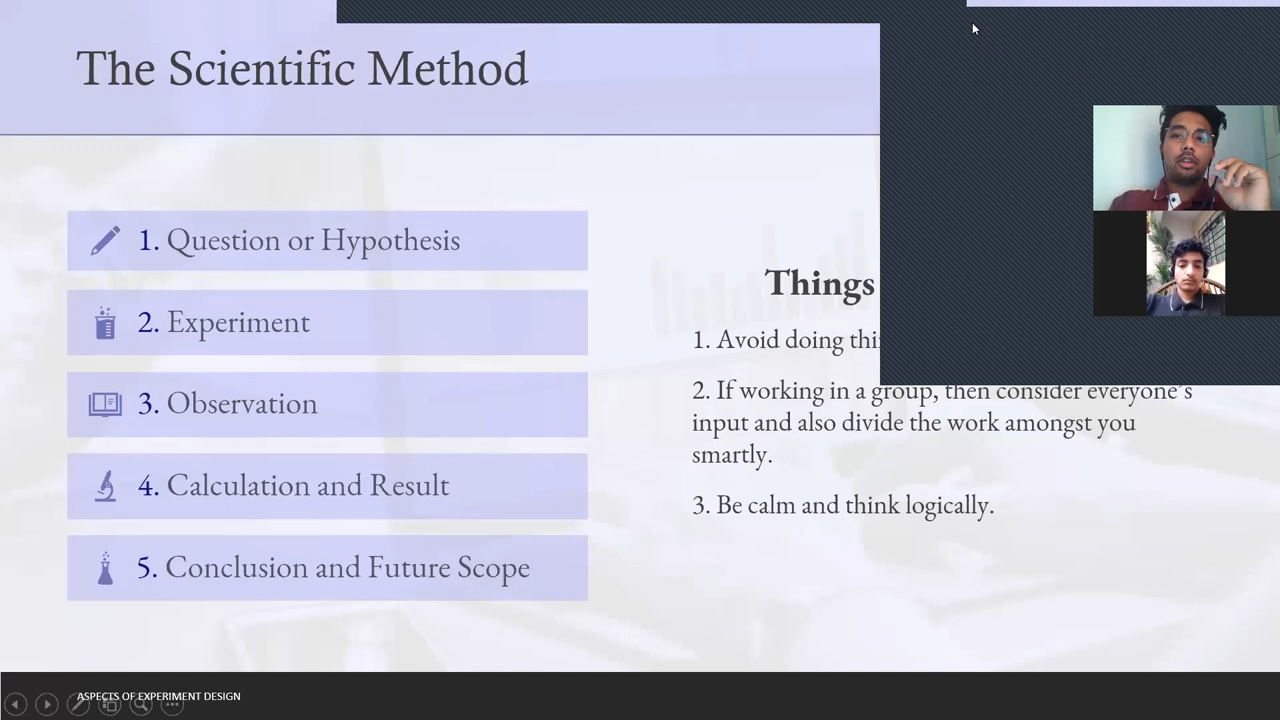 The Scientific Method
1. Question or Hypothesis
2. Experiment
3. Observation
4. Calculation and Result
5. Conclusion and Future Scope
Things
1. Avoid doing
2. If working in a group, then consider everyone's
input and also divide the work amongst you
smartly.
3. Be calm and think logically.
ASPECTS OF EXPERIMENT DESIGN